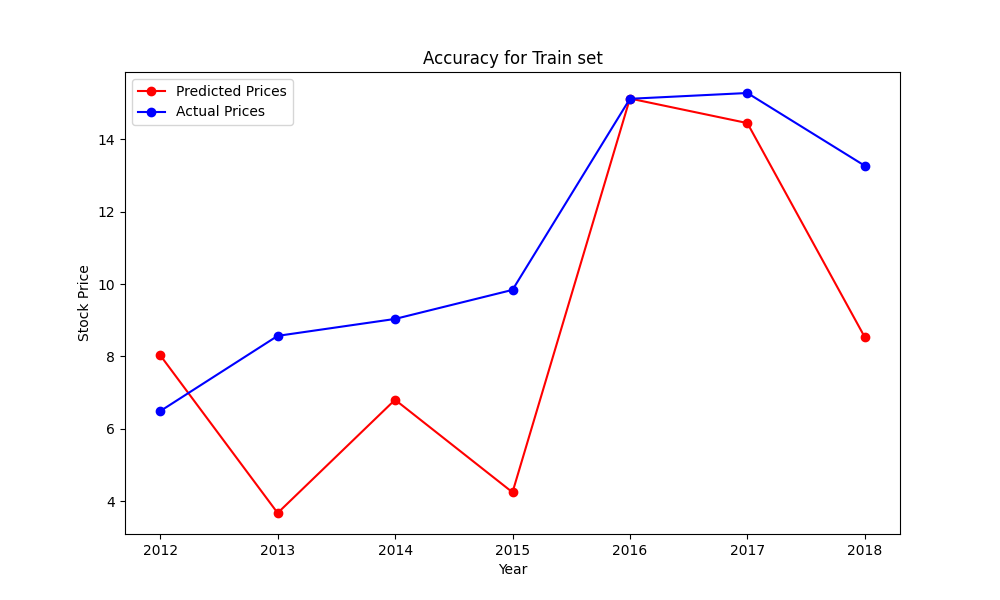 Accuracy for Train set
Predicted Prices
Actual Prices
Stock Price
14
12
10
8
6
4
2012 2013 2014 2015 2016 2017 2018
Year